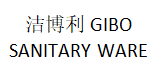 洁博利 GIBO
SANITARY WARE